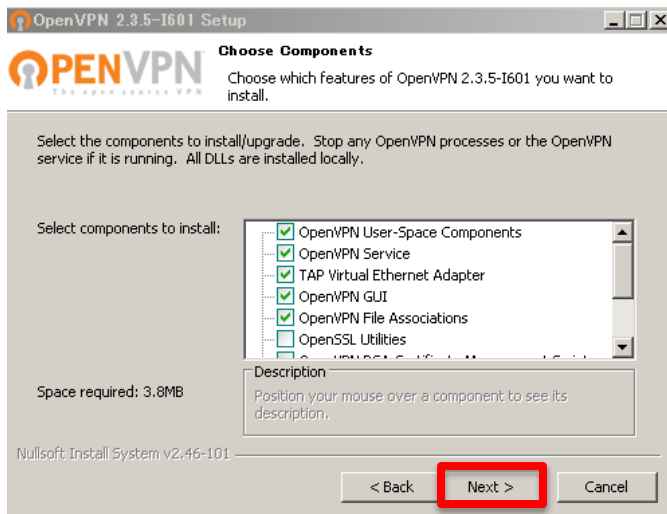 OpenVPN 2.3.5-I601 Setup
OPENVPN
The open source VPN
Choose Components
Choose which features of OpenVPN 2.3.5-I601 you want to
install.
Select the components to install/upgrade. Stop any OpenVPN processes or the OpenVPN
service if it is running. All DLLs are installed locally.
Select components to install:
OpenVPN User-Space Components
OpenVPN Service
TAP Virtual Ethernet Adapter
OpenVPN GUI
OpenVPN File Associations
OpenSSL Utilities
Space required: 3.8MB
Description
Position your mouse over a component to see its
description.
Nullsoft Install System v2.46-101
< Back
Next >
Cancel